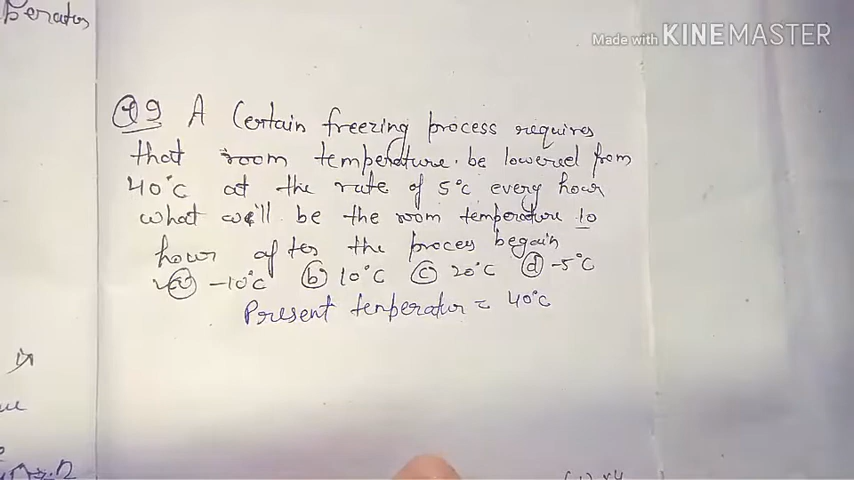 perator
Made with KINEMASTER
Q9 A Certain freezing process requires
that room temperature be lowered from
40°C at the rate of 5°C every hour
what will be the room temperature 10
hour after the process begain
(a) -10°C (b) 10°C (c) 20°C (d) -5°C
Present temperatur = 40°C